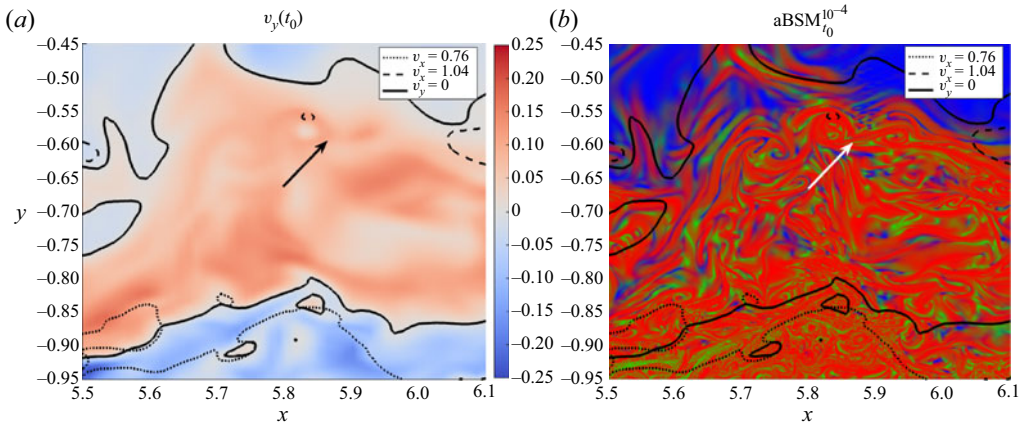 (a)
v_y(t_0)
−0.45
−0.50
−0.55
−0.60
−0.65
−0.70
−0.75
−0.80
−0.85
−0.90
−0.95
y
v_x = 0.76
v_x = 1.04
v_y = 0
5.5 5.6 5.7 5.8 5.9 6.0 6.1
x
0.25
0.20
0.15
0.10
0.05
0
−0.05
−0.10
−0.15
−0.20
−0.25
(b)
aBSM_{t_0}^{10^{−4}}
−0.45
−0.50
−0.55
−0.60
−0.65
−0.70
−0.75
−0.80
−0.85
−0.90
−0.95
v_x = 0.76
v_x = 1.04
v_y = 0
5.5 5.6 5.7 5.8 5.9 6.0 6.1
x